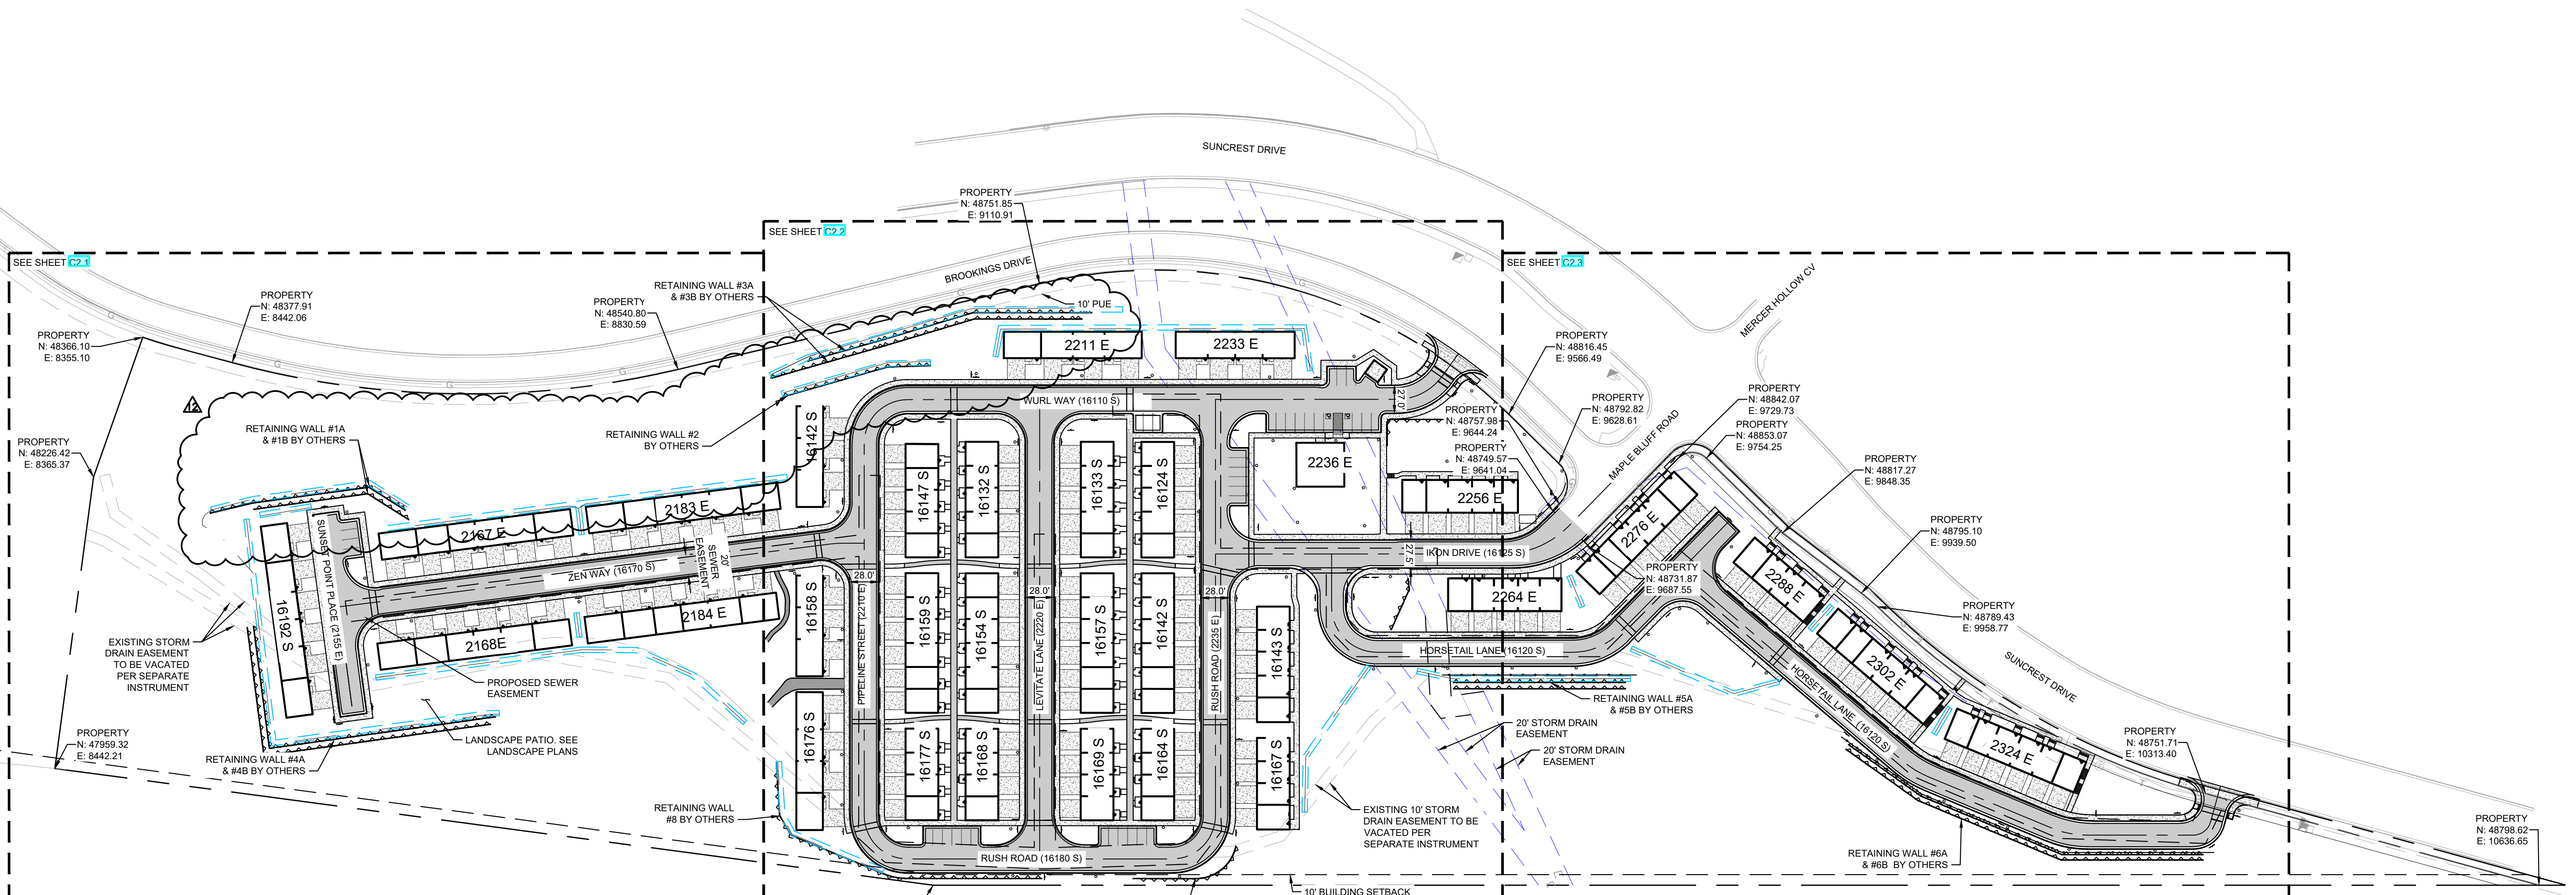 SUNCREST DRIVE
PROPERTY
N: 48751.85
E: 9110.91
SEE SHEET C2.2
SEE SHEET C2.1
SEE SHEET C2.3
BROOKINGS DRIVE
MERCER HOLLOW CV
RETAINING WALL #3A
& #3B BY OTHERS
PROPERTY
N: 48377.91
E: 8442.06
PROPERTY
N: 48540.80
E: 8830.59
10' PUE
G
G
G
G
G
G
G
G
PROPERTY
N: 48366.10
E: 8355.10
2211 E
2233 E
PROPERTY
N: 48816.45
E: 9566.49
12
WURL WAY (16110 S)
27.0'
PROPERTY
N: 48757.98
E: 9644.24
PROPERTY
N: 48792.82
E: 9628.61
PROPERTY
N: 48842.07
E: 9729.73
PROPERTY
N: 48853.07
E: 9754.25
MAPLE BLUFF ROAD
PROPERTY
N: 48226.42
E: 8365.37
RETAINING WALL #1A
& #1B BY OTHERS
RETAINING WALL #2
BY OTHERS
16142 S
PROPERTY
N: 48749.57
E: 9641.04
PROPERTY
N: 48817.27
E: 9848.35
2236 E
16147 S
16132 S
16133 S
16124 S
2256 E
2167 E
2183 E
SUNSET POINT PLACE (2155 E)
20'
SEWER
EASEMENT
2276 E
PROPERTY
N: 48795.10
E: 9939.50
ZEN WAY (16170 S)
IKON DRIVE (16125 S)
27.5'
28.0'
28.0'
28.0'
PROPERTY
N: 48731.87
E: 9687.55
2288 E
16192 S
2184 E
2168E
16158 S
PIPELINE STREET (2210 E)
16159 S
16154 S
LEVITATE LANE (2220 E)
16157 S
16142 S
RUSH ROAD (2235 E)
2264 E
16143 S
PROPERTY
N: 48789.43
E: 9958.77
EXISTING STORM
DRAIN EASEMENT
TO BE VACATED
PER SEPARATE
INSTRUMENT
HORSETAIL LANE (16120 S)
2302 E
SUNCREST DRIVE
PROPOSED SEWER
EASEMENT
HORSETAIL LANE (16120 S)
RETAINING WALL #5A
& #5B BY OTHERS
20' STORM DRAIN
EASEMENT
20' STORM DRAIN
EASEMENT
LANDSCAPE PATIO. SEE
LANDSCAPE PLANS
PROPERTY
N: 47959.32
E: 8442.21
RETAINING WALL #4A
& #4B BY OTHERS
16176 S
16177 S
16168 S
16169 S
16164 S
16167 S
2324 E
PROPERTY
N: 48751.71
E: 10313.40
RETAINING WALL
#8 BY OTHERS
EXISTING 10' STORM
DRAIN EASEMENT TO BE
VACATED PER
SEPARATE INSTRUMENT
PROPERTY
N: 48798.62
E: 10636.65
RUSH ROAD (16180 S)
RETAINING WALL #6A
& #6B BY OTHERS
10' BUILDING SETBACK